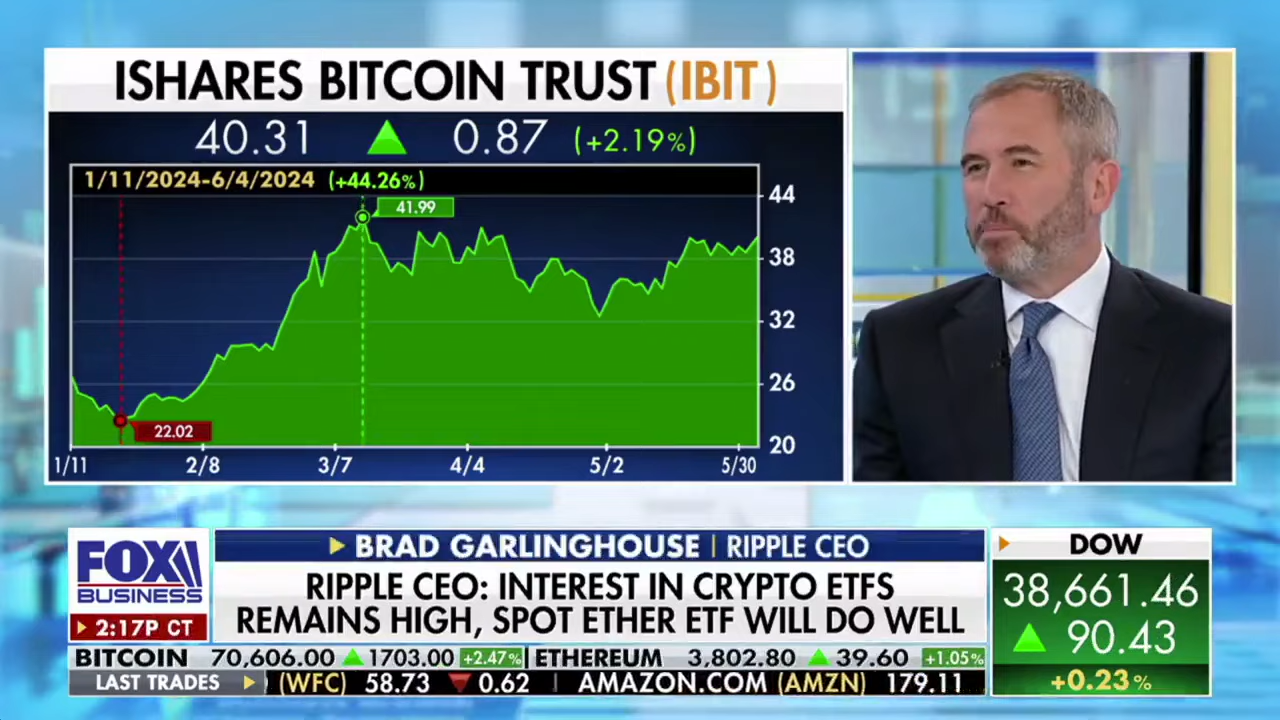 ISHARES BITCOIN TRUST (IBIT)
40.31 ▲ 0.87 (+2.19%)
1/11/2024-6/4/2024 (+44.26%)
44
41.99
38
32
26
22.02
20
1/11 2/8 3/7 4/4 5/2 5/30
FOX BUSINESS
2:17P CT
BRAD GARLINGHOUSE | RIPPLE CEO
RIPPLE CEO: INTEREST IN CRYPTO ETFS
REMAINS HIGH, SPOT ETHER ETF WILL DO WELL
BITCOIN 70,606.00 ▲ 1703.00 +2.47% ETHEREUM 3,802.80 ▲ 39.60 +1.05%
LAST TRADES (WFC) 58.73 ▼ 0.62 | AMAZON.COM (AMZN) 179.11
DOW
38,661.46
▲ 90.43
+0.23%